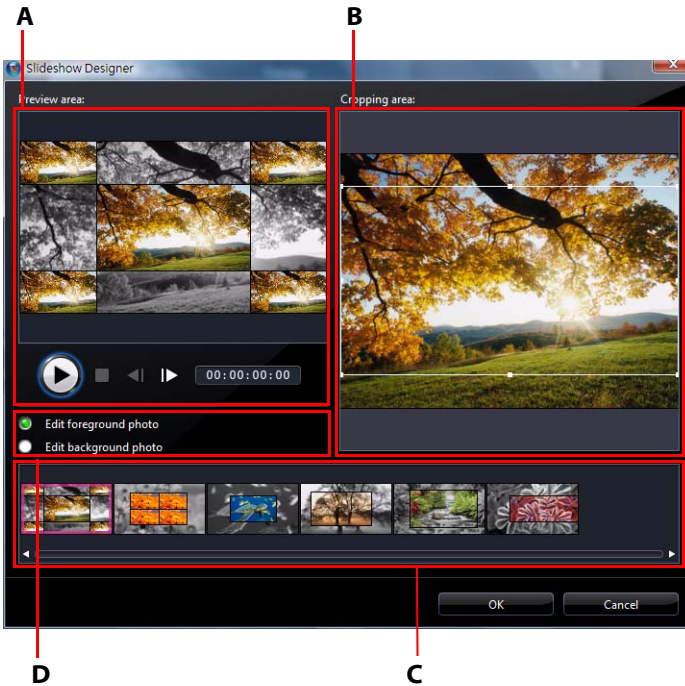 A
B
Slideshow Designer
Preview area:
Cropping area:
00:00:00:00
Edit foreground photo
Edit background photo
OK
Cancel
D
C